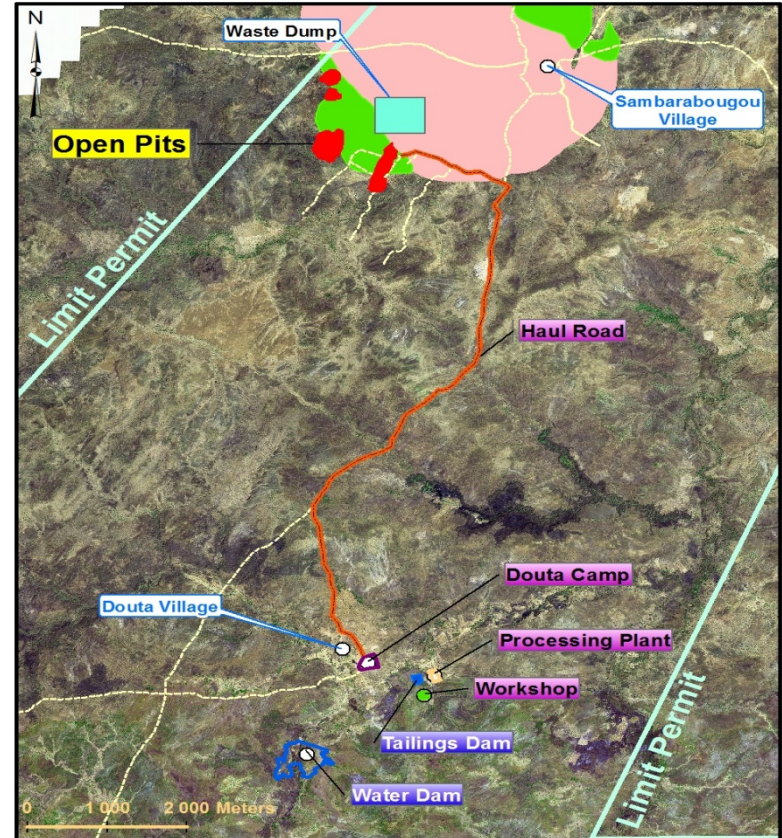 N
Waste Dump
Sambarabougou
Village
Open Pits
Limit Permit
Haul Road
Douta Camp
Douta Village
Processing Plant
Workshop
Tailings Dam
Water Dam
Limit Permit
0 1 000 2 000 Meters